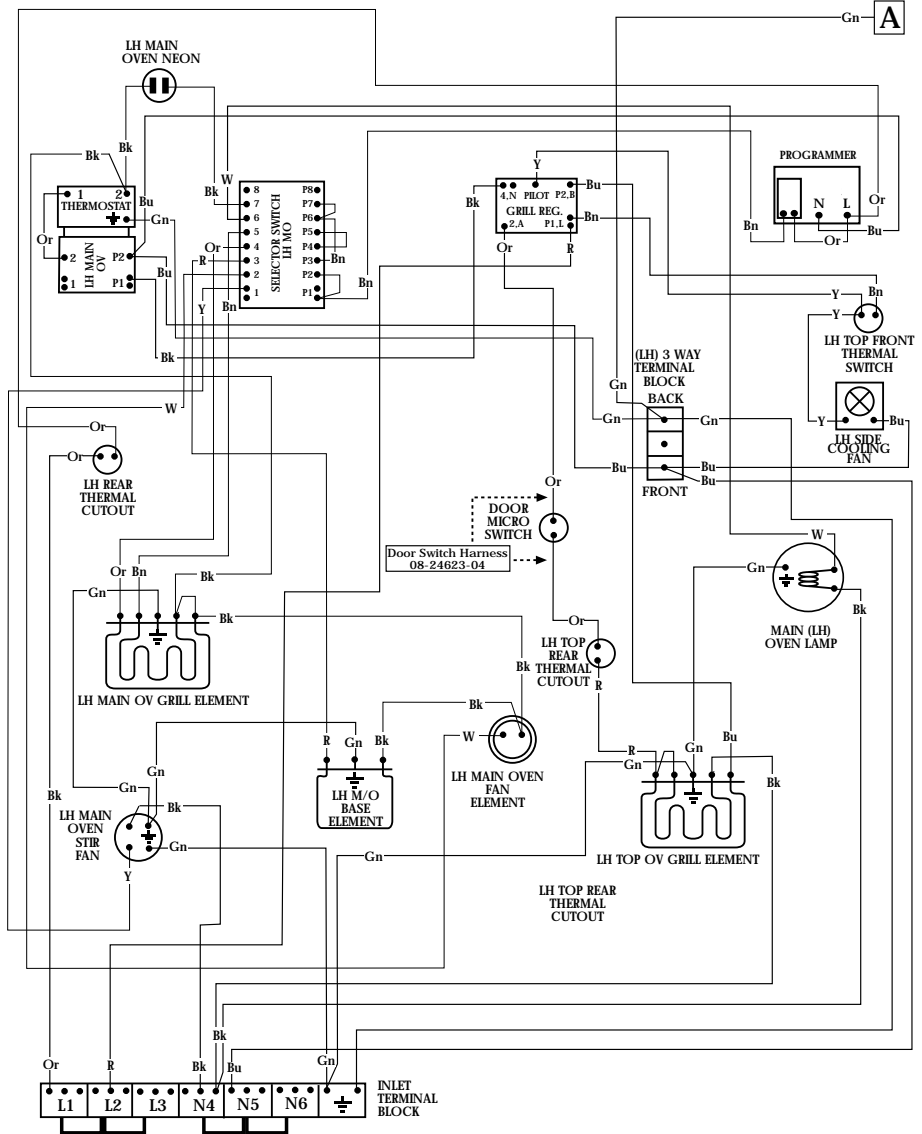 Gn
A
LH MAIN
OVEN NEON
Bk
Bk
W
Bk
Y
Bk
Bu
PROGRAMMER
N L
Or
Or
Bu
Bn
1 2
THERMOSTAT
Bu
Gn
Or
2
1
LH MAIN
OV
P2
P1
Bu
8 P8
7 P7
6 P6
5 P5
4 P4
3 P3
2 P2
1 P1
SELECTOR SWITCH
LH MO
Or
R
Bn
Bn
Bn
Y
4,N PILOT P2,B
GRILL REG.
2,A P1,L
Bn
Or
R
Y
Bn
Y
LH TOP FRONT
THERMAL
SWITCH
Bk
(LH) 3 WAY
TERMINAL
BLOCK
BACK
Gn
Gn
Gn
Y
Bu
LH SIDE
COOLING
FAN
W
Or
Or
LH REAR
THERMAL
CUTOUT
Bu
Bu
Bu
FRONT
Or
DOOR
MICRO
SWITCH
Door Switch Harness
08-24623-04
W
Gn
Bk
MAIN (LH)
OVEN LAMP
Or Bn
Bk
Gn
Bk
LH MAIN OV GRILL ELEMENT
Or
LH TOP
REAR
THERMAL
CUTOUT
R
Bk
Bk
W
LH MAIN OVEN
FAN
ELEMENT
R
Gn
Bk
LH M/O
BASE
ELEMENT
Gn
Bu
R
Gn
Bk
LH TOP OV GRILL ELEMENT
Bk
Gn
Gn
Bk
LH MAIN
OVEN
STIR
FAN
Gn
Y
Gn
LH TOP REAR
THERMAL
CUTOUT
Or
R
Bk
Bk
Bu
Gn
L1 L2 L3 N4 N5 N6
INLET
TERMINAL
BLOCK